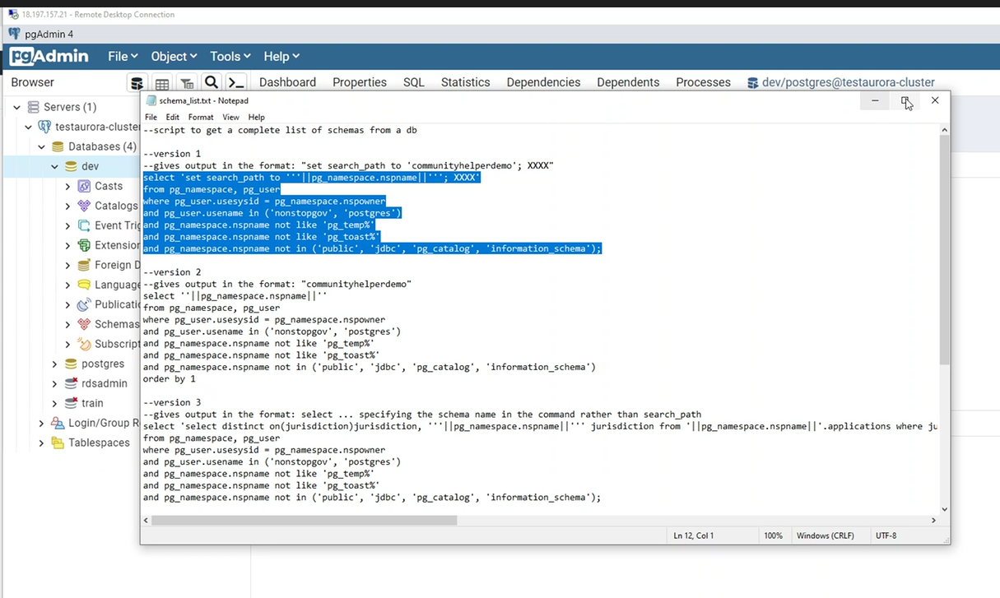 18.197.157.21 - Remote Desktop Connection
pgAdmin 4
pgAdmin File Object Tools Help
Browser Dashboard Properties SQL Statistics Dependencies Dependents Processes dev/postgres@testaurora-cluster
Servers (1)
testaurora-cluster
Databases (4)
dev
Casts
Catalogs
Event Trig
Extension
Foreign D
Language
Publicati
Schemas
Subscript
postgres
rdsadmin
train
Login/Group R
Tablespaces
schema_list.txt - Notepad
File Edit Format View Help
--script to get a complete list of schemas from a db
--version 1
--gives output in the format: "set search_path to 'communityhelperdemo'; XXXX"
select 'set search_path to '''||pg_namespace.nspname||'''; XXXX'
from pg_namespace, pg_user
where pg_user.usesysid = pg_namespace.nspowner
and pg_user.usename in ('nonstopgov', 'postgres')
and pg_namespace.nspname not like 'pg_temp%'
and pg_namespace.nspname not like 'pg_toast%'
and pg_namespace.nspname not in ('public', 'jdbc', 'pg_catalog', 'information_schema');
--version 2
--gives output in the format: "communityhelperdemo"
select ''||pg_namespace.nspname||''
from pg_namespace, pg_user
where pg_user.usesysid = pg_namespace.nspowner
and pg_user.usename in ('nonstopgov', 'postgres')
and pg_namespace.nspname not like 'pg_temp%'
and pg_namespace.nspname not like 'pg_toast%'
and pg_namespace.nspname not in ('public', 'jdbc', 'pg_catalog', 'information_schema')
order by 1
--version 3
--gives output in the format: select ... specifying the schema name in the command rather than search_path
select 'select distinct on(jurisdiction)jurisdiction, '''||pg_namespace.nspname||''' jurisdiction from '||pg_namespace.nspname||'.applications where ju
from pg_namespace, pg_user
where pg_user.usesysid = pg_namespace.nspowner
and pg_user.usename in ('nonstopgov', 'postgres')
and pg_namespace.nspname not like 'pg_temp%'
and pg_namespace.nspname not like 'pg_toast%'
and pg_namespace.nspname not in ('public', 'jdbc', 'pg_catalog', 'information_schema');
Ln 12, Col 1 100% Windows (CRLF) UTF-8